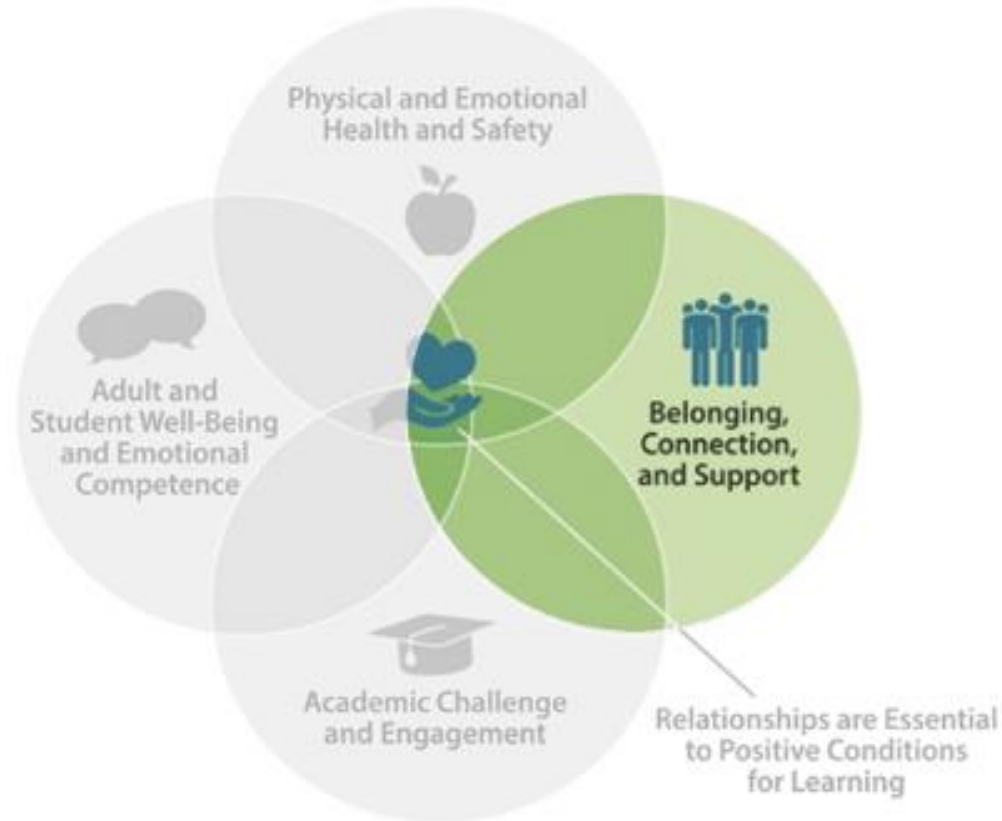 Physical and Emotional
Health and Safety
Adult and
Student Well-Being
and Emotional
Competence
Belonging,
Connection,
and Support
Academic Challenge
and Engagement
Relationships are Essential
to Positive Conditions
for Learning